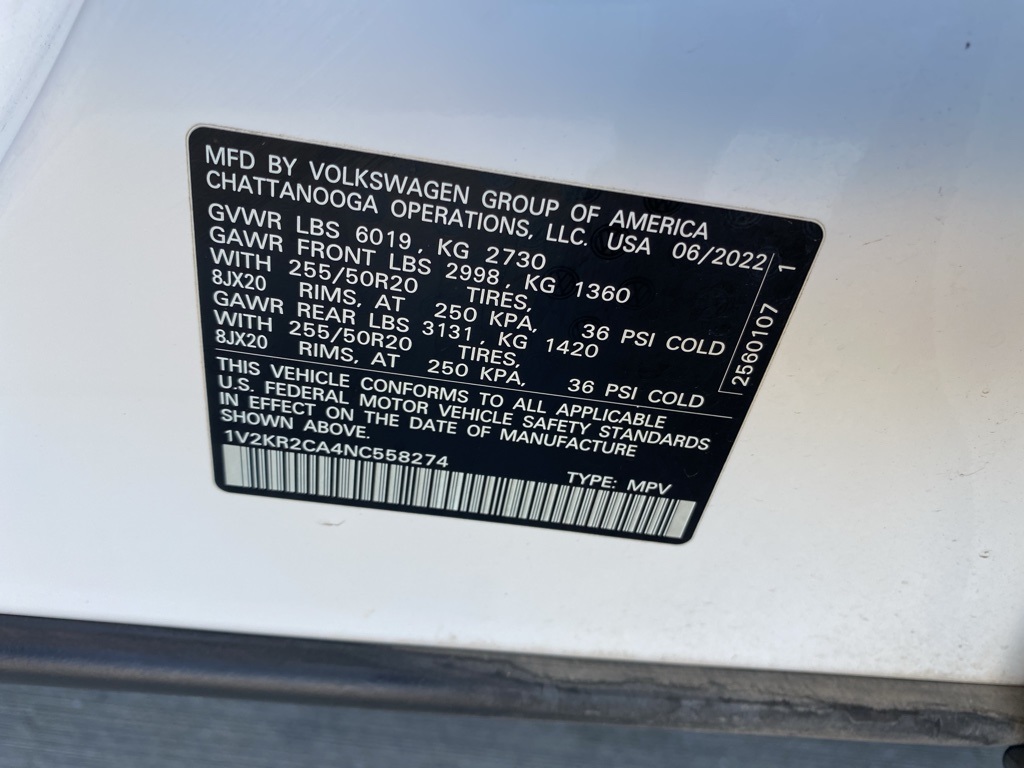 MFD BY VOLKSWAGEN GROUP OF AMERICA
CHATTANOOGA OPERATIONS, LLC. USA 06/2022
GVWR LBS 6019, KG 2730
GAWR FRONT LBS 2998, KG 1360
WITH 255/50R20 TIRES,
8JX20 RIMS, AT 250 KPA, 36 PSI COLD
GAWR REAR LBS 3131, KG 1420
WITH 255/50R20 TIRES,
8JX20 RIMS, AT 250 KPA, 36 PSI COLD
THIS VEHICLE CONFORMS TO ALL APPLICABLE
U.S. FEDERAL MOTOR VEHICLE SAFETY STANDARDS
IN EFFECT ON THE DATE OF MANUFACTURE
SHOWN ABOVE.
1V2KR2CA4NC558274 TYPE: MPV
2560107 1